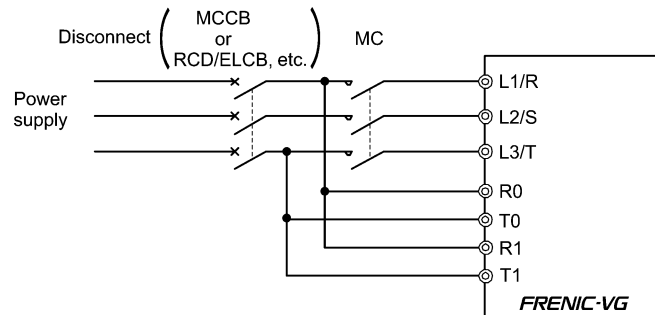 Disconnect
( MCCB
or
RCD/ELCB, etc. )
MC
Power
supply
L1/R
L2/S
L3/T
R0
T0
R1
T1
FRENIC-VG